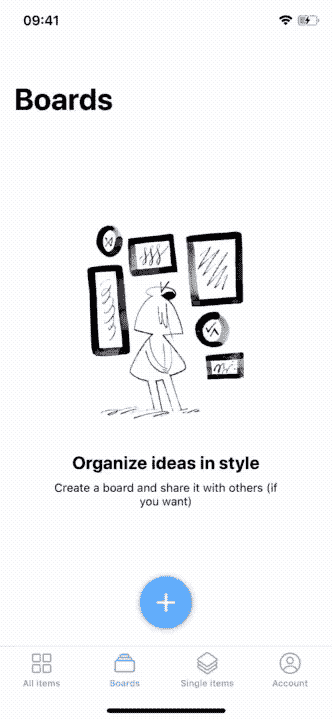 09:41
Boards
Organize ideas in style
Create a board and share it with others (if
you want)
All items
Boards
Single items
Account